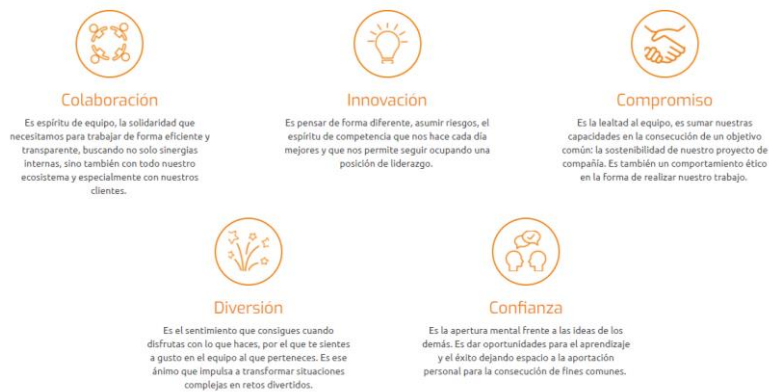 Colaboración
Es espíritu de equipo, la solidaridad que
necesitamos para trabajar de forma eficiente y
transparente, buscando no solo sinergias
internas, sino también con todo nuestro
ecosistema y especialmente con nuestros
clientes.
Innovación
Es pensar de forma diferente, asumir riesgos, el
espíritu de competencia que nos hace cada día
mejores y que nos permite seguir ocupando una
posición de liderazgo.
Compromiso
Es la lealtad al equipo, es sumar nuestras
capacidades en la consecución de un objetivo
común: la sostenibilidad de nuestro proyecto de
compañía. Es también un comportamiento ético
en la forma de realizar nuestro trabajo.
Diversión
Es el sentimiento que consigues cuando
disfrutas con lo que haces, por el que te sientes
a gusto en el equipo al que perteneces. Es ese
ánimo que impulsa a transformar situaciones
complejas en retos divertidos.
Confianza
Es la apertura mental frente a las ideas de los
demás. Es dar oportunidades para el aprendizaje
y el éxito dejando espacio a la aportación
personal para la consecución de fines comunes.